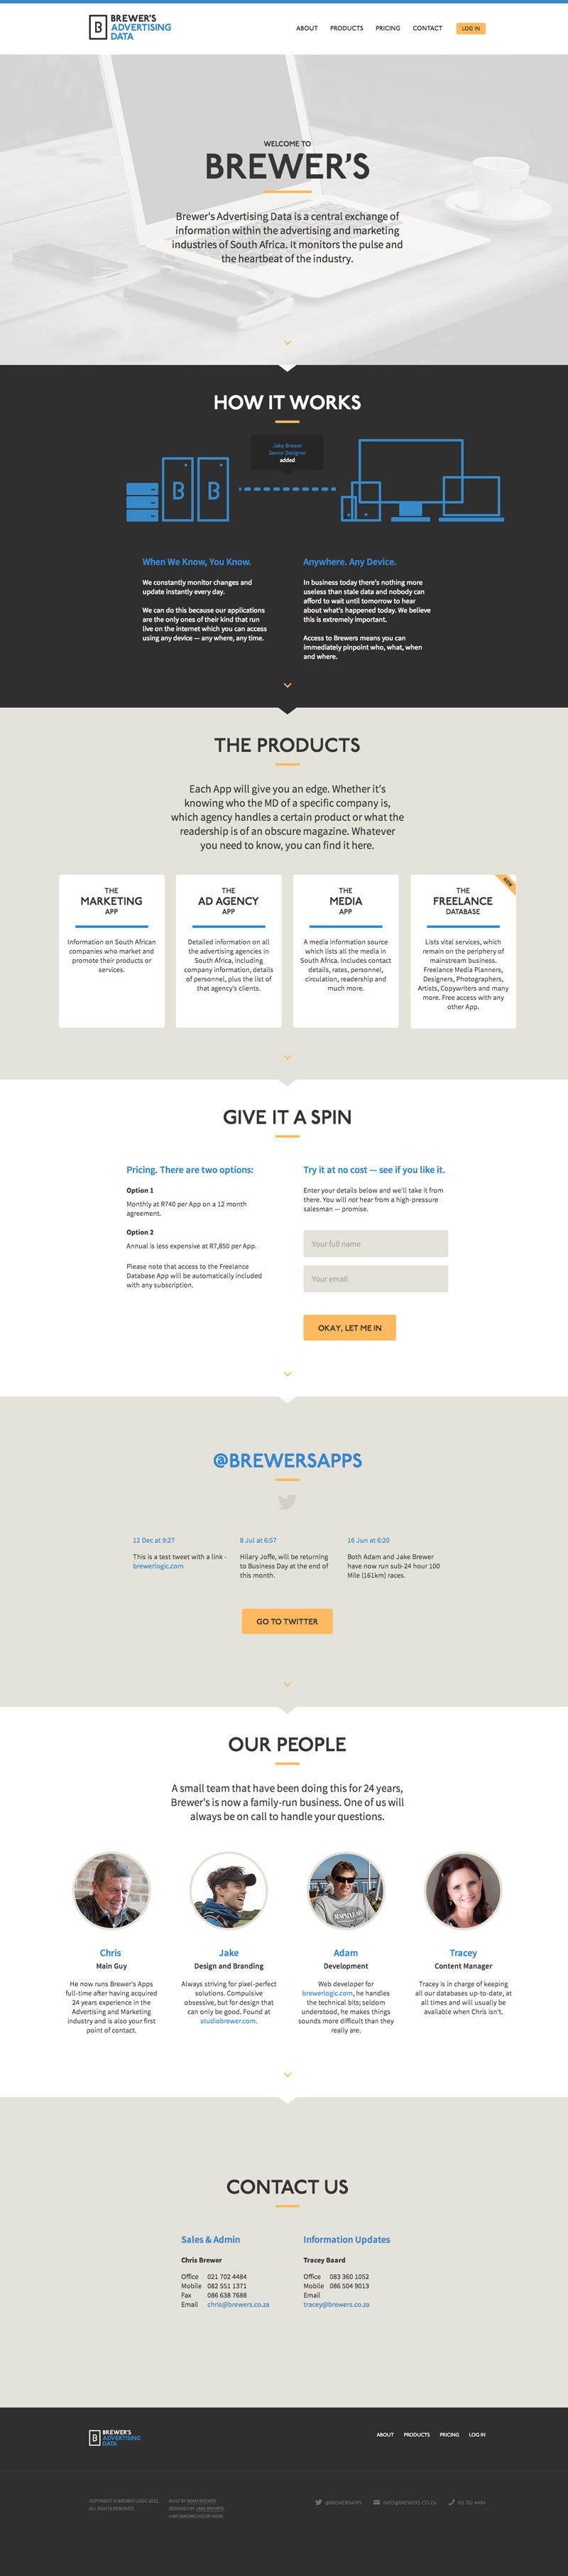 BREWER'S
ADVERTISING
DATA
ABOUT PRODUCTS PRICING CONTACT LOG IN
WELCOME TO
BREWER'S
Brewer's Advertising Data is a central exchange of
information within the advertising and marketing
industries of South Africa. It monitors the pulse and
the heartbeat of the industry.
HOW IT WORKS
Jake Brewer
Senior Designer
added
B B
When We Know, You Know.
We constantly monitor changes and
update instantly every day.
We can do this because our applications
are the only ones of their kind that run
live on the internet which you can access
using any device — any where, any time.
Anywhere. Any Device.
In business today there's nothing more
useless than stale data and nobody can
afford to wait until tomorrow to hear
about what's happened today. We believe
this is extremely important.
Access to Brewers means you can
immediately pinpoint who, what, when
and where.
THE PRODUCTS
Each App will give you an edge. Whether it's
knowing who the MD of a specific company is,
which agency handles a certain product or what the
readership is of an obscure magazine. Whatever
you need to know, you can find it here.
THE
MARKETING
APP
Information on South African
companies who market and
promote their products or
services.
THE
AD AGENCY
APP
Detailed information on all
the advertising agencies in
South Africa, including
company information, details
of personnel, plus the list of
that agency's clients.
THE
MEDIA
APP
A media information source
which lists all the media in
South Africa. Includes contact
details, rates, personnel,
circulation, readership and
much more.
NEW
THE
FREELANCE
DATABASE
Lists vital services, which
remain on the periphery of
mainstream business.
Freelance Media Planners,
Designers, Photographers,
Artists, Copywriters and many
more. Free access with any
other App.
GIVE IT A SPIN
Pricing. There are two options:
Option 1
Monthly at R740 per App on a 12 month
agreement.
Option 2
Annual is less expensive at R7,850 per App.
Please note that access to the Freelance
Database App will be automatically included
with any subscription.
Try it at no cost — see if you like it.
Enter your details below and we'll take it from
there. You will not hear from a high-pressure
salesman — promise.
Your full name
Your email
OKAY, LET ME IN
@BREWERSAPPS
12 Dec at 9:27
This is a test tweet with a link -
brewerlogic.com
8 Jul at 6:57
Hilary Joffe, will be returning
to Business Day at the end of
this month.
16 Jun at 6:20
Both Adam and Jake Brewer
have now run sub-24 hour 100
Mile (161km) races.
GO TO TWITTER
OUR PEOPLE
A small team that have been doing this for 24 years,
Brewer's is now a family-run business. One of us will
always be on call to handle your questions.
Chris
Main Guy
He now runs Brewer's Apps
full-time after having acquired
24 years experience in the
Advertising and Marketing
industry and is also your first
point of contact.
Jake
Design and Branding
Always striving for pixel-perfect
solutions. Compulsive
obsessive, but for design that
can only be good. Found at
studiobrewer.com.
Adam
Development
Web developer for
brewerlogic.com, he handles
the technical bits; seldom
understood, he makes things
sounds more difficult than they
really are.
Tracey
Content Manager
Tracey is in charge of keeping
all our databases up-to-date, at
all times and will usually be
available when Chris isn't.
CONTACT US
Sales & Admin
Chris Brewer
Office 021 702 4484
Mobile 082 551 1371
Fax 086 638 7688
Email chris@brewers.co.za
Information Updates
Tracey Baard
Office 083 360 1052
Mobile 086 504 9013
Email
tracey@brewers.co.za
BREWER'S
ADVERTISING
DATA
ABOUT PRODUCTS PRICING LOG IN
COPYRIGHT © BREWER LOGIC 2013.
ALL RIGHTS RESERVED.
BUILT BY ADAM BREWER.
DESIGNED BY JAKE BREWER.
HAM SANDWICHES BY MOM.
@BREWERSAPPS INFO@BREWERS.CO.ZA 021 702 4484